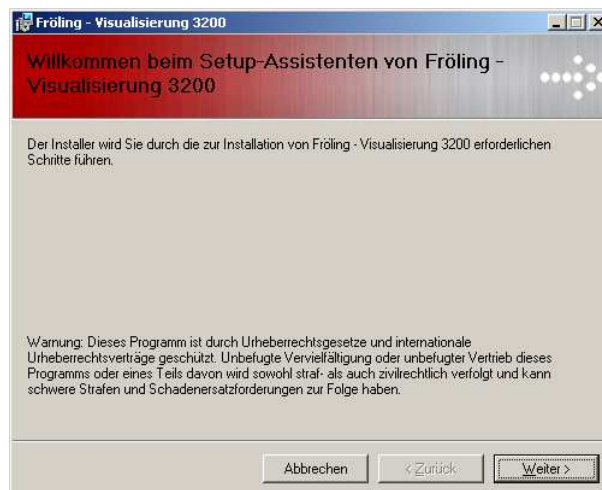 Fröling - Visualisierung 3200
Willkommen beim Setup-Assistenten von Fröling -
Visualisierung 3200
Der Installer wird Sie durch die zur Installation von Fröling - Visualisierung 3200 erforderlichen
Schritte führen.
Warnung: Dieses Programm ist durch Urheberrechtsgesetze und internationale
Urheberrechtsverträge geschützt. Unbefugte Vervielfältigung oder unbefugter Vertrieb dieses
Programms oder eines Teils davon wird sowohl straf- als auch zivilrechtlich verfolgt und kann
schwere Strafen und Schadenersatzforderungen zur Folge haben.
Abbrechen < Zurück Weiter >